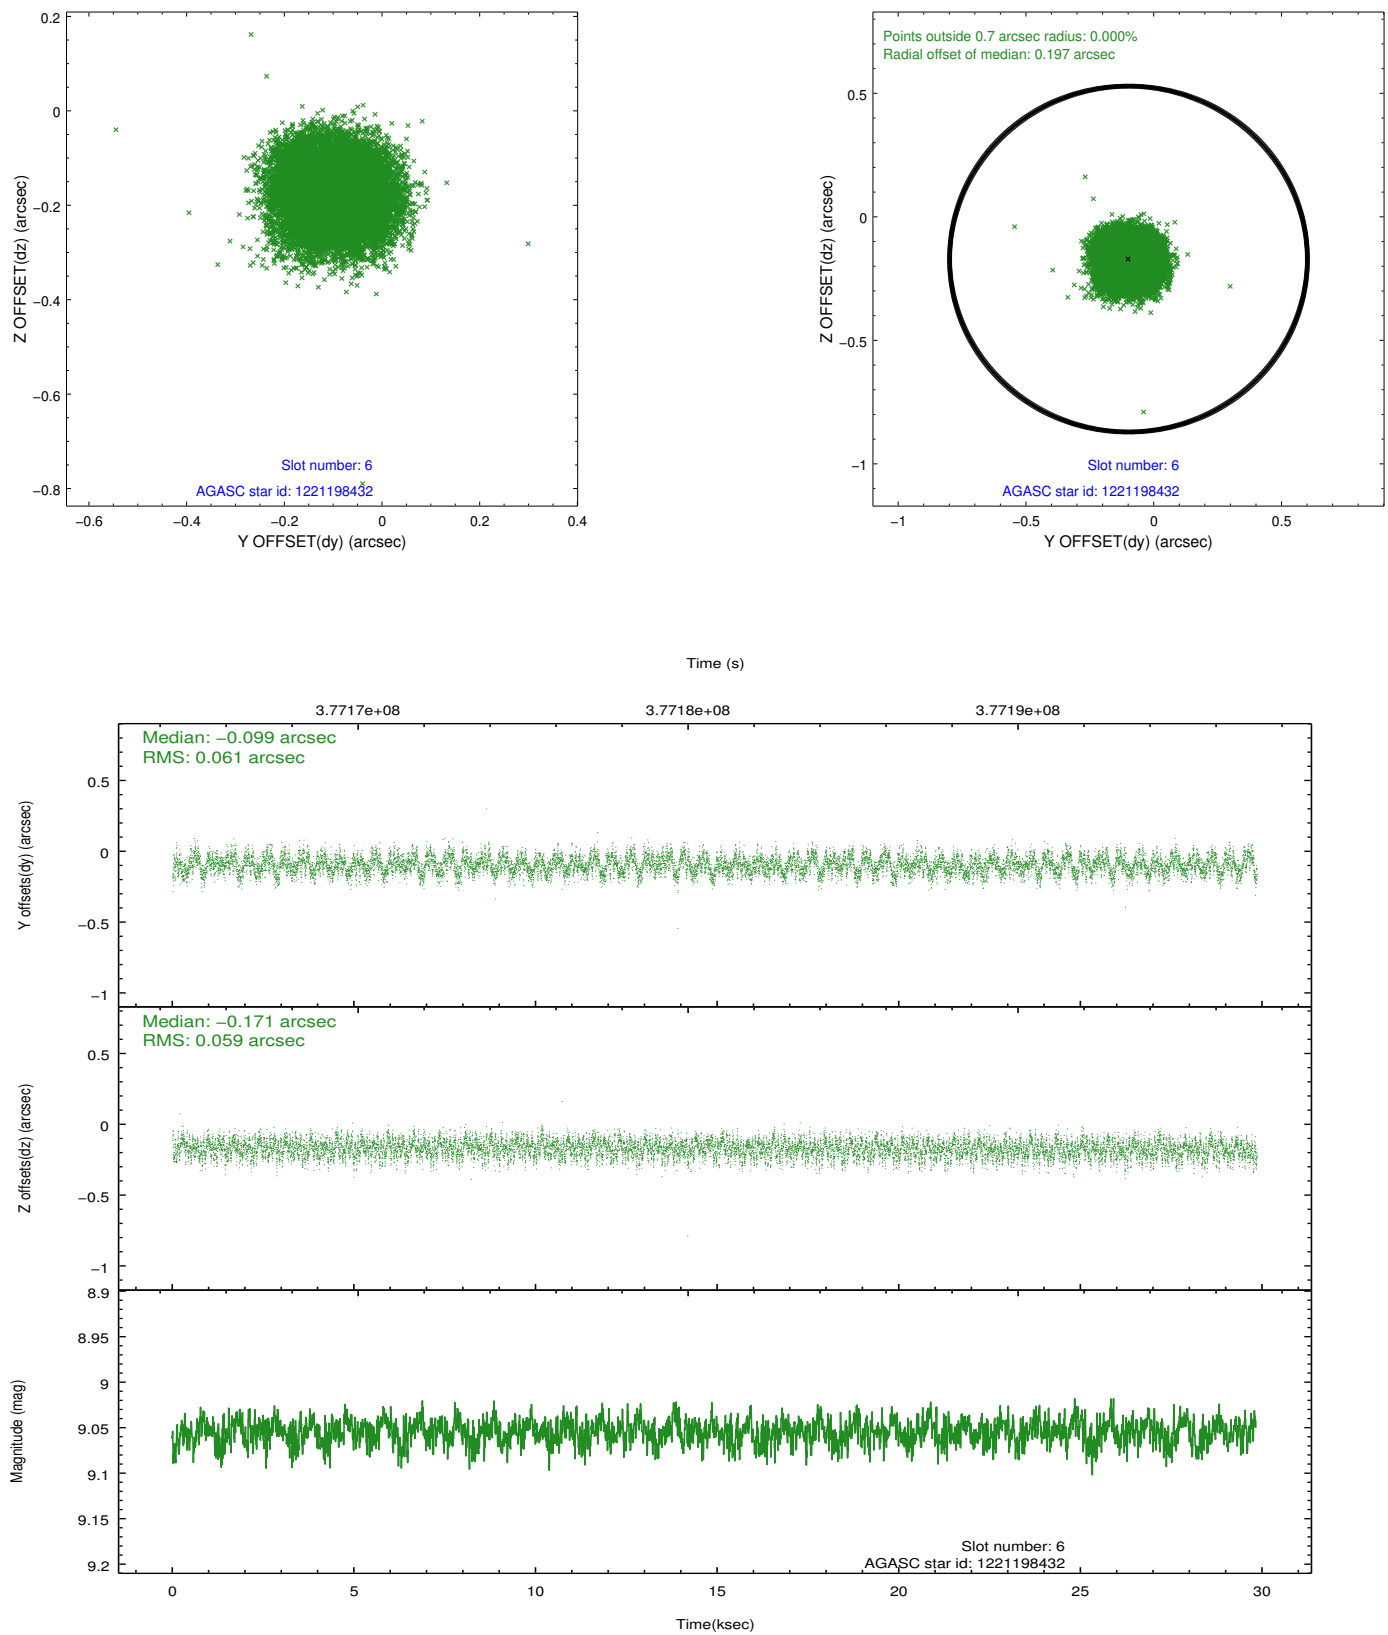 0.2
0
−0.2
−0.4
−0.6
−0.8
Z OFFSET(dz) (arcsec)
Slot number: 6
AGASC star id: 1221198432
−0.6
−0.4
−0.2
0
0.2
0.4
Y OFFSET(dy) (arcsec)
Points outside 0.7 arcsec radius: 0.000%
Radial offset of median: 0.197 arcsec
0.5
0
−0.5
−1
Z OFFSET(dz) (arcsec)
Slot number: 6
AGASC star id: 1221198432
−1
−0.5
0
0.5
Y OFFSET(dy) (arcsec)
Time (s)
3.7717e+08
3.7718e+08
3.7719e+08
Median: −0.099 arcsec
RMS: 0.061 arcsec
0.5
0
−0.5
−1
Y offsets(dy) (arcsec)
Median: −0.171 arcsec
RMS: 0.059 arcsec
0.5
0
−0.5
−1
Z offsets(dz) (arcsec)
8.9
8.95
9
9.05
9.1
9.15
9.2
Magnitude (mag)
Slot number: 6
AGASC star id: 1221198432
0
5
10
15
20
25
30
Time(ksec)